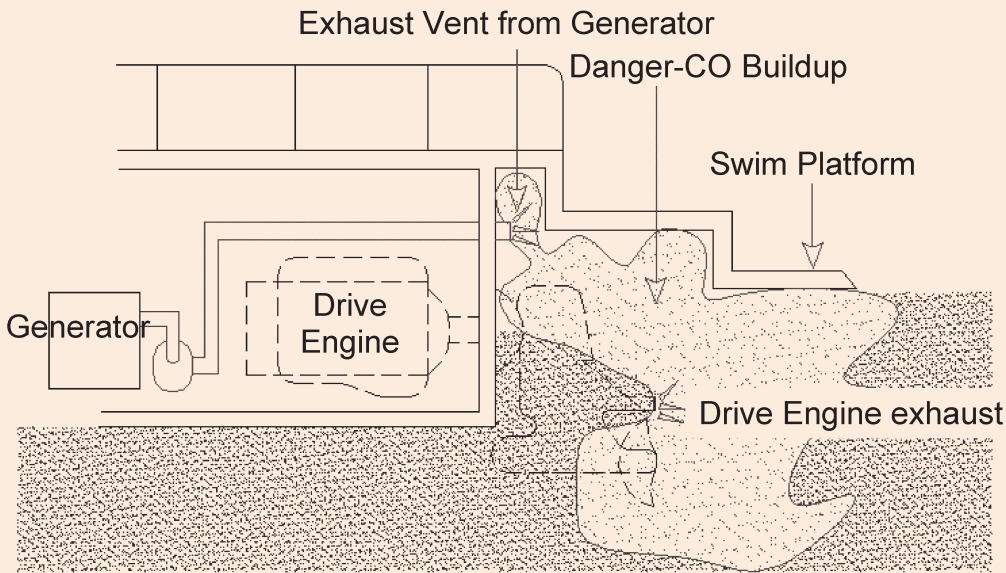 Exhaust Vent from Generator
Danger-CO Buildup
Swim Platform
Generator
Drive
Engine
Drive Engine exhaust